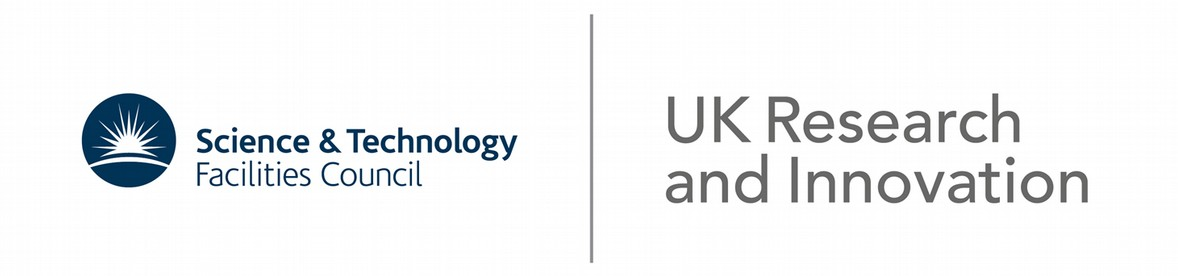 Science & Technology
Facilities Council
UK Research
and Innovation